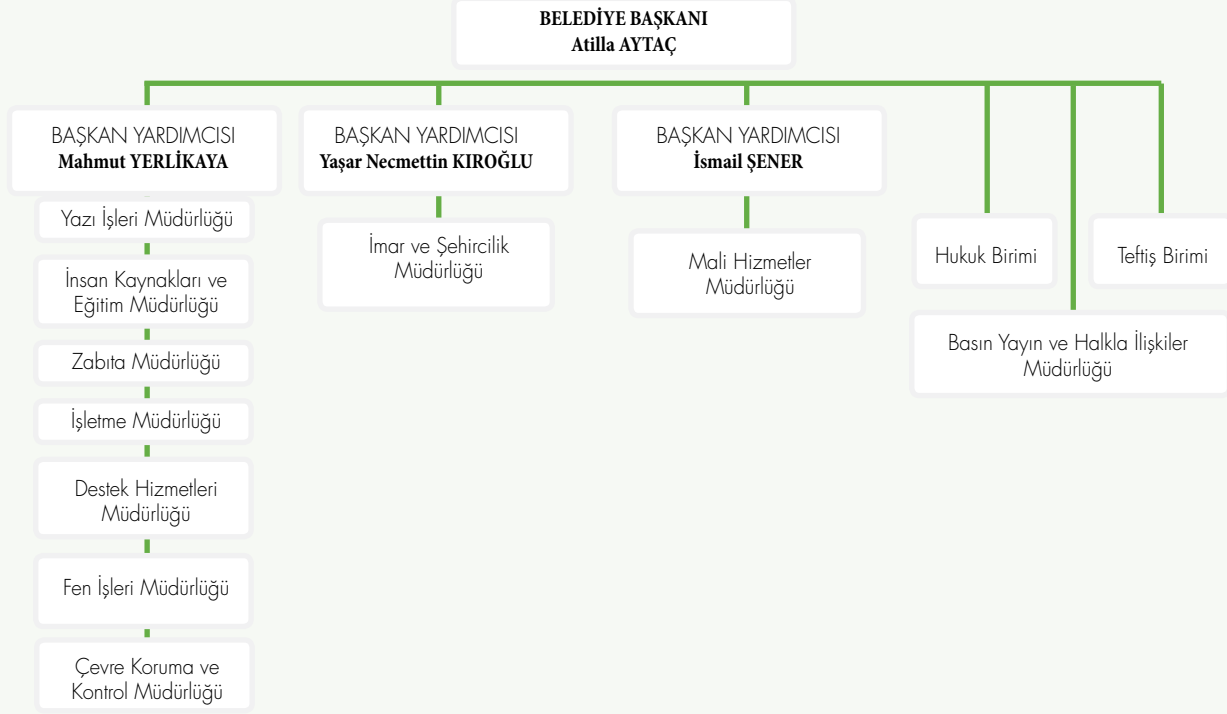 BELEDİYE BAŞKANI
Atilla AYTAÇ
BAŞKAN YARDIMCISI
Mahmut YERLİKAYA
Yazı İşleri Müdürlüğü
İnsan Kaynakları ve
Eğitim Müdürlüğü
Zabıta Müdürlüğü
İşletme Müdürlüğü
Destek Hizmetleri
Müdürlüğü
Fen İşleri Müdürlüğü
Çevre Koruma ve
Kontrol Müdürlüğü
BAŞKAN YARDIMCISI
Yaşar Necmettin KIROĞLU
İmar ve Şehircilik
Müdürlüğü
BAŞKAN YARDIMCISI
İsmail ŞENER
Mali Hizmetler
Müdürlüğü
Hukuk Birimi
Teftiş Birimi
Basın Yayın ve Halkla İlişkiler
Müdürlüğü